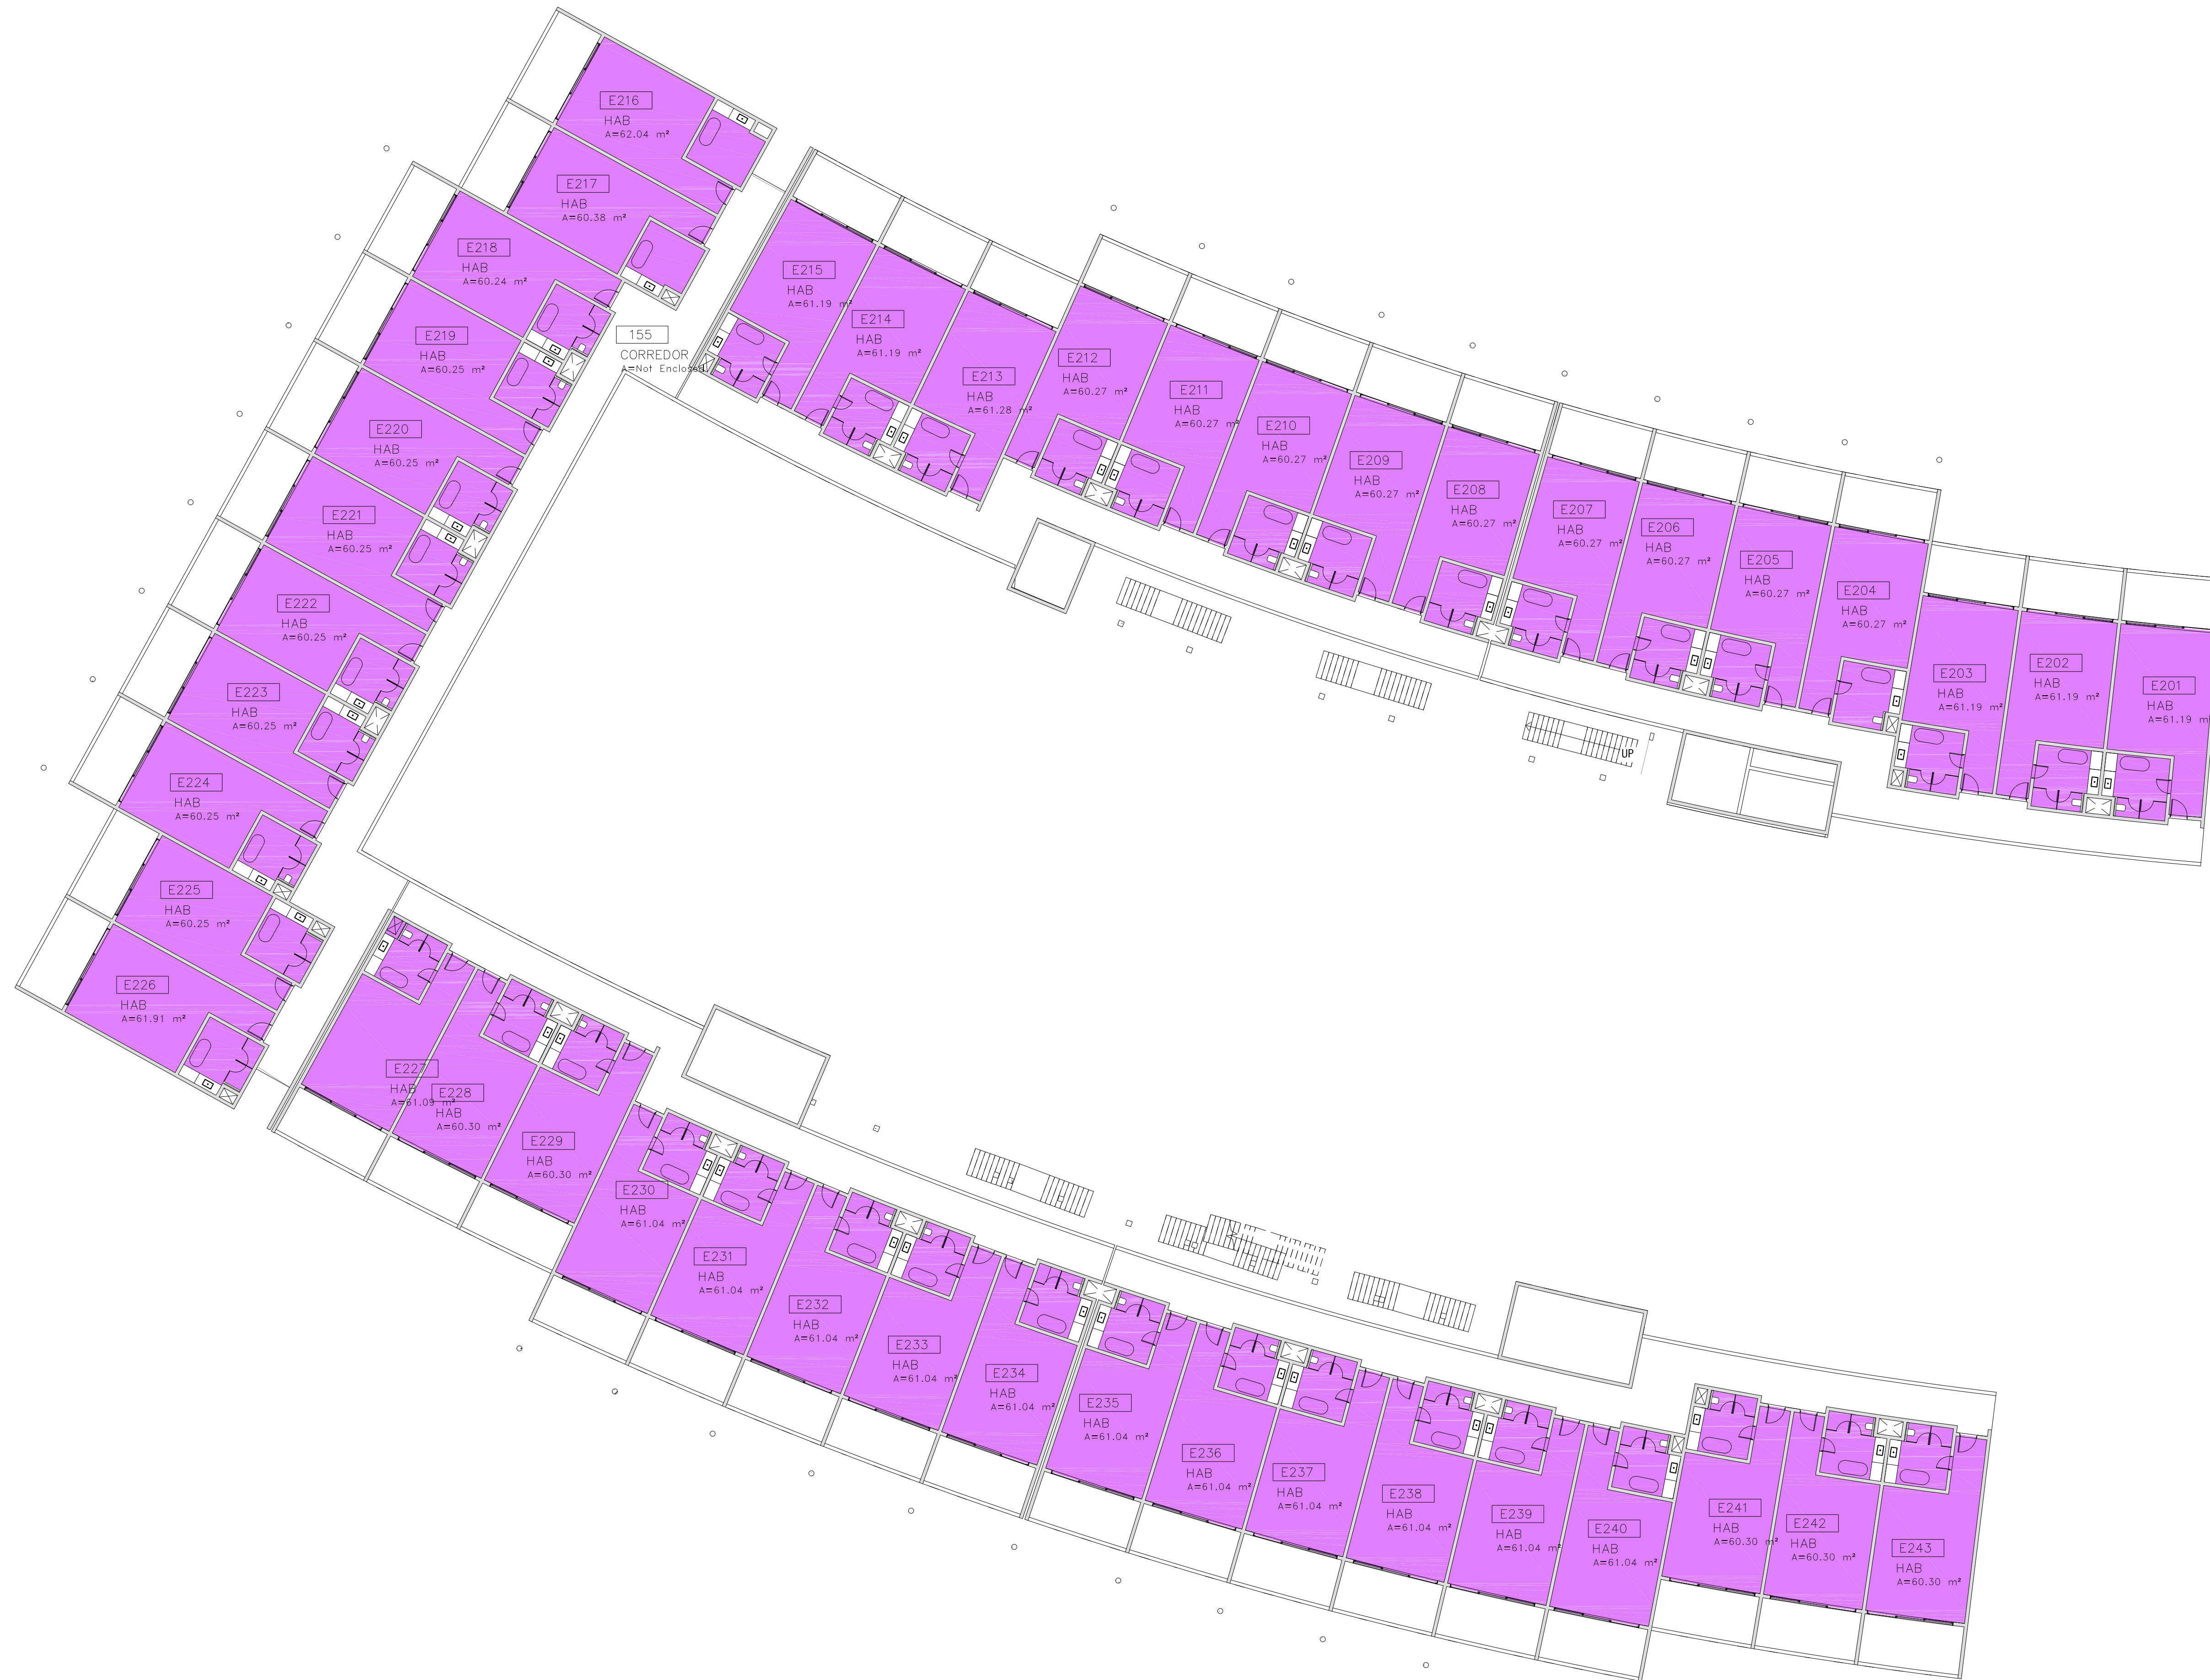 E216
HAB
A=62.04 m²
E217
HAB
A=60.38 m²
E218
HAB
A=60.24 m²
E219
HAB
A=60.25 m²
E220
HAB
A=60.25 m²
E221
HAB
A=60.25 m²
E222
HAB
A=60.25 m²
E223
HAB
A=60.25 m²
E224
HAB
A=60.25 m²
E225
HAB
A=60.25 m²
E226
HAB
A=61.91 m²
155
CORREDOR
A=Not Enclosed
E215
HAB
A=61.19 m²
E214
HAB
A=61.19 m²
E213
HAB
A=61.28 m²
E212
HAB
A=60.27 m²
E211
HAB
A=60.27 m²
E210
HAB
A=60.27 m²
E209
HAB
A=60.27 m²
E208
HAB
A=60.27 m²
E207
HAB
A=60.27 m²
E206
HAB
A=60.27 m²
E205
HAB
A=60.27 m²
E204
HAB
A=60.27 m²
E203
HAB
A=61.19 m²
E202
HAB
A=61.19 m²
E201
HAB
A=61.19 m²
UP
E227
HAB
A=61.09 m²
E228
HAB
A=60.30 m²
E229
HAB
A=60.30 m²
E230
HAB
A=61.04 m²
E231
HAB
A=61.04 m²
E232
HAB
A=61.04 m²
E233
HAB
A=61.04 m²
E234
HAB
A=61.04 m²
E235
HAB
A=61.04 m²
E236
HAB
A=61.04 m²
E237
HAB
A=61.04 m²
E238
HAB
A=61.04 m²
E239
HAB
A=61.04 m²
E240
HAB
A=61.04 m²
E241
HAB
A=60.30 m²
E242
HAB
A=60.30 m²
E243
HAB
A=60.30 m²